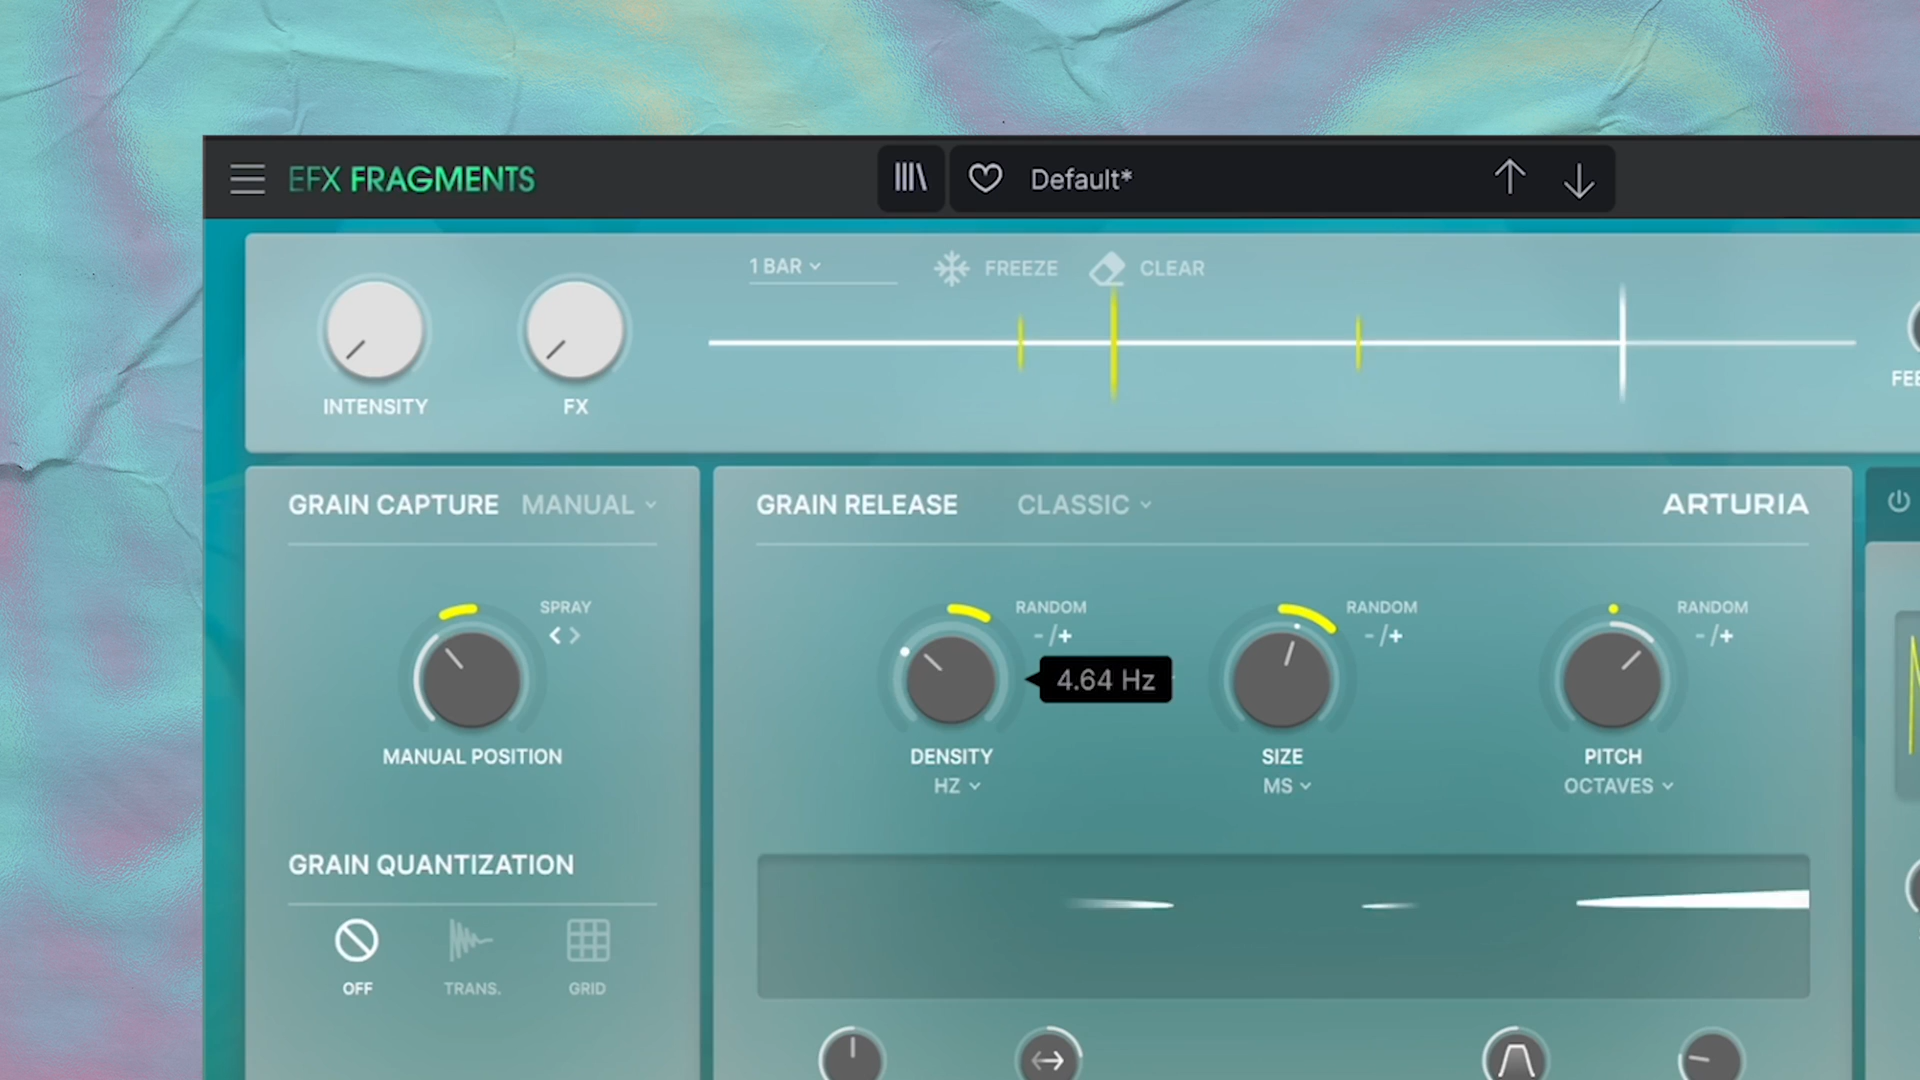 EFX FRAGMENTS
Default*
1 BAR
FREEZE
CLEAR
INTENSITY
FX
GRAIN CAPTURE
MANUAL
GRAIN RELEASE
CLASSIC
ARTURIA
SPRAY
RANDOM
- /+
RANDOM
- /+
RANDOM
- /+
4.64 Hz
MANUAL POSITION
DENSITY
HZ
SIZE
MS
PITCH
OCTAVES
GRAIN QUANTIZATION
OFF
TRANS.
GRID